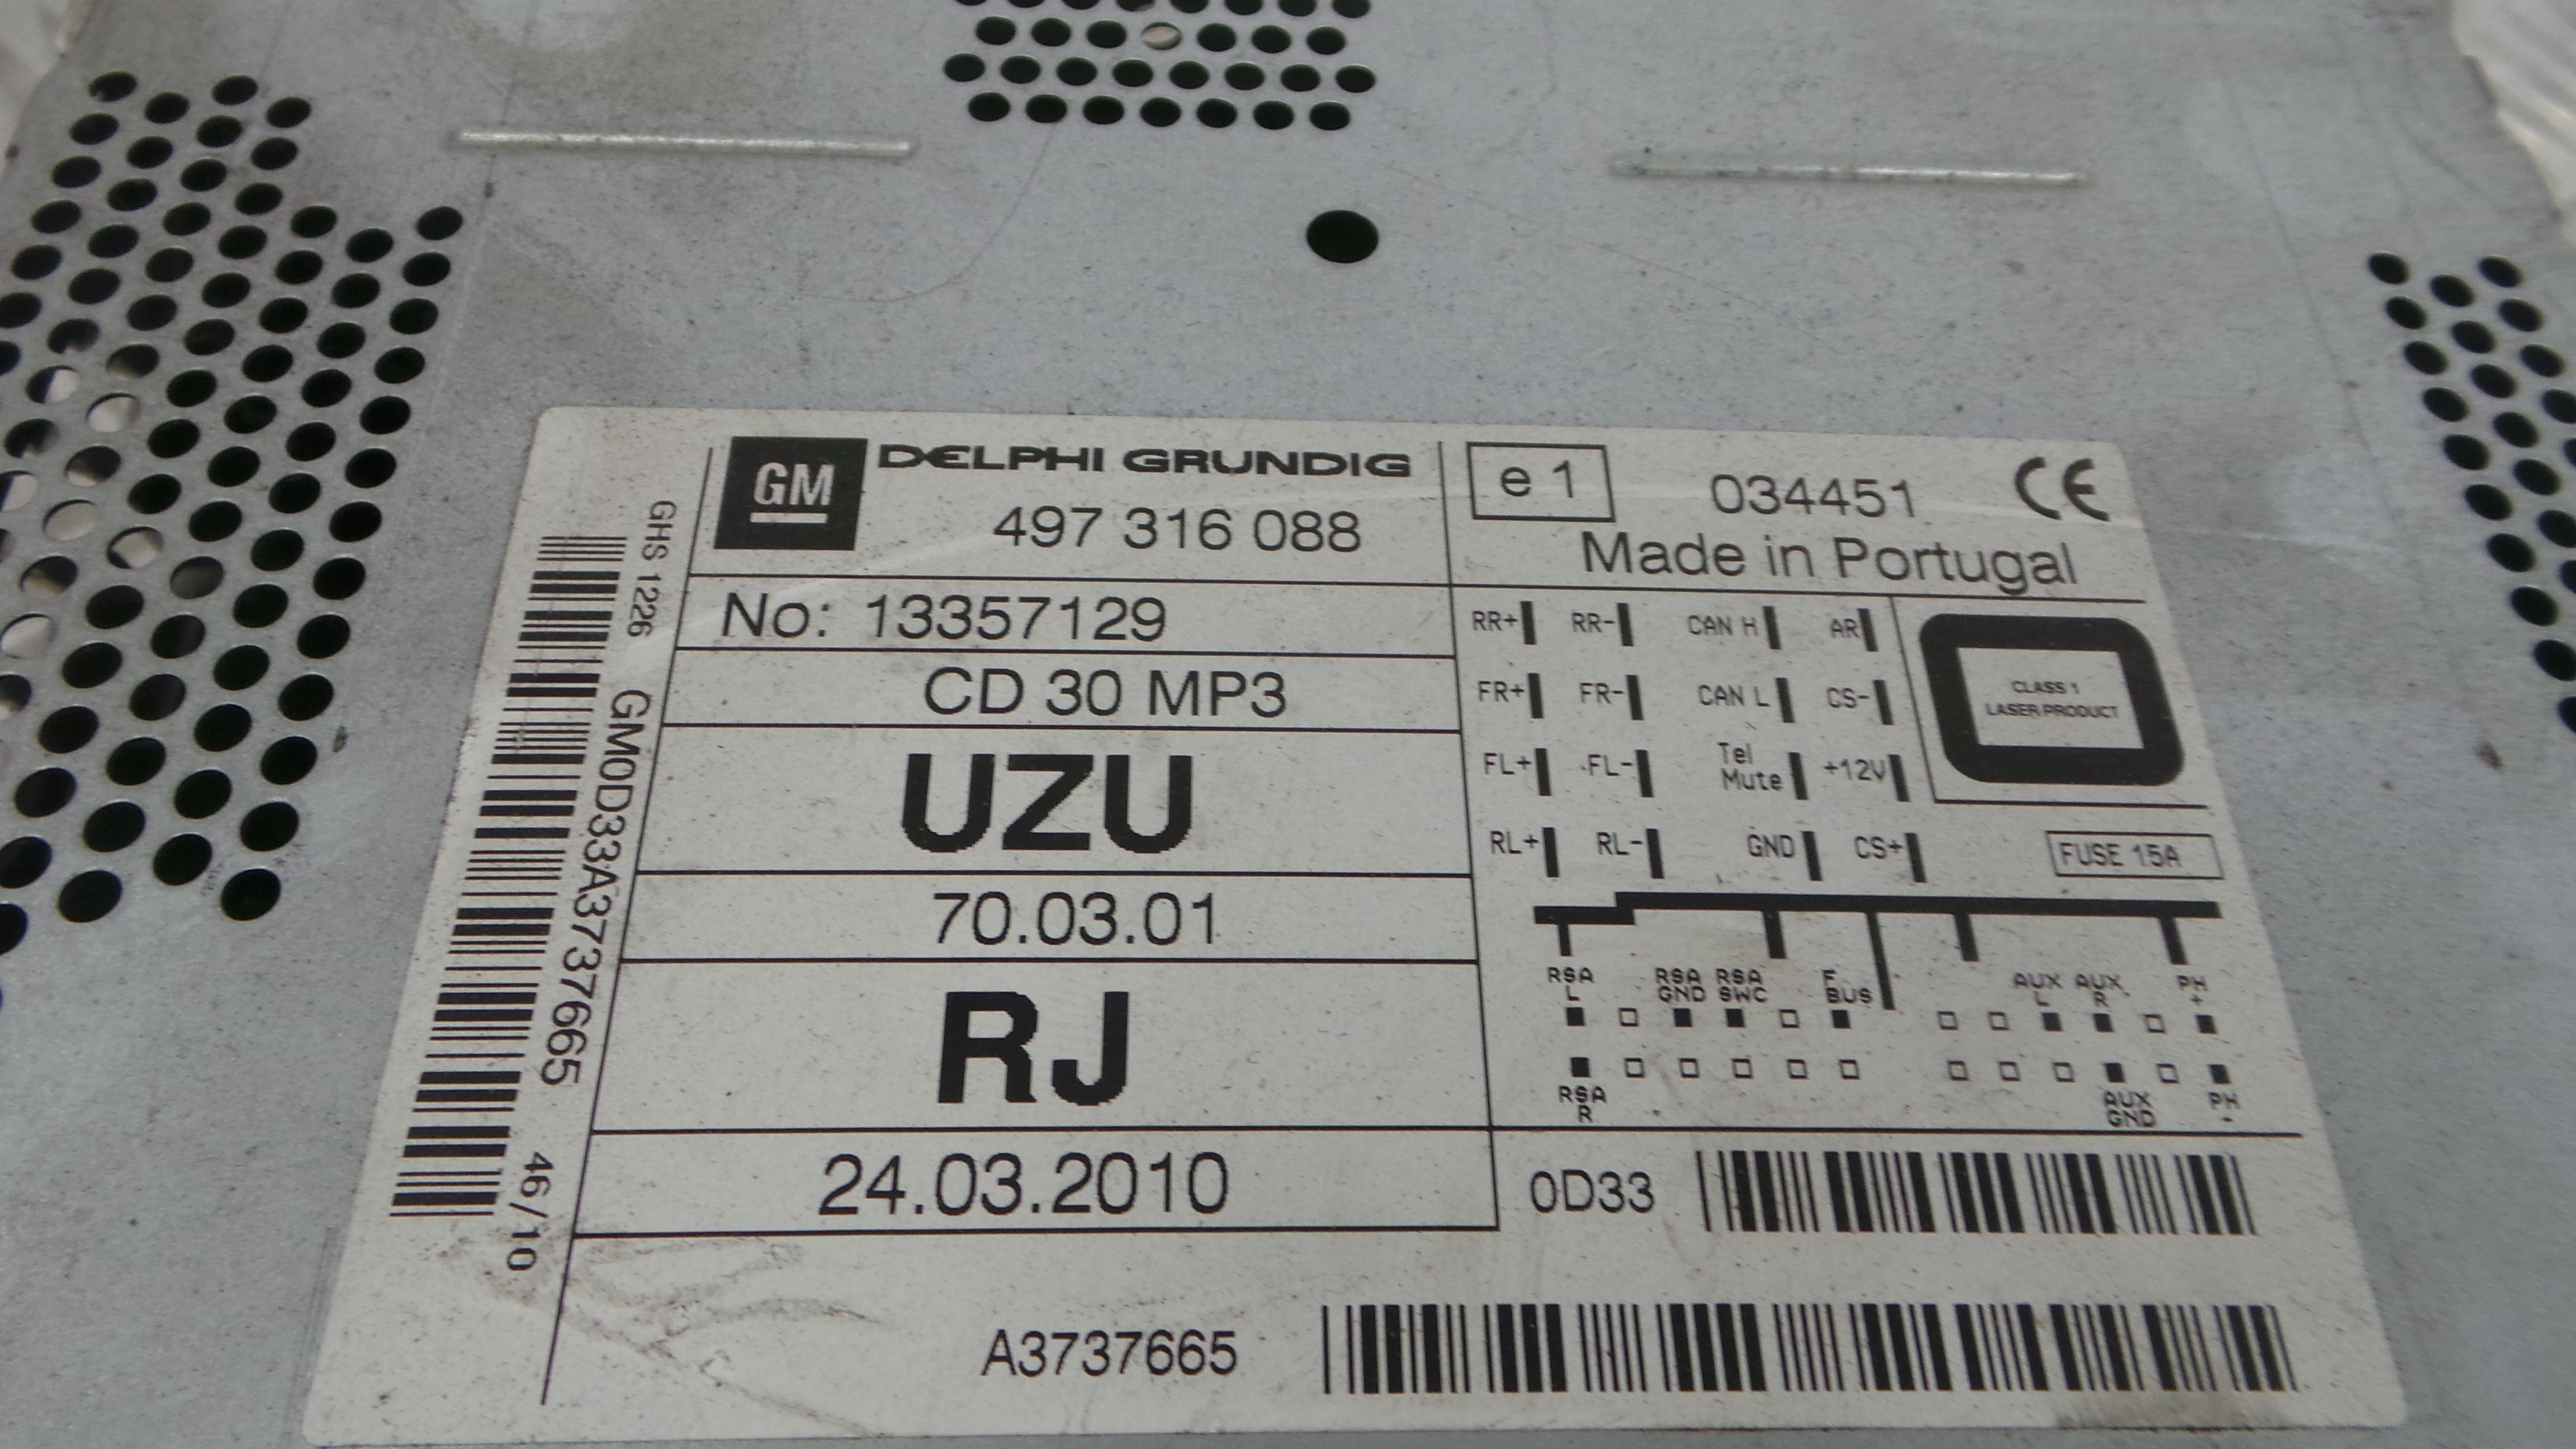 GM DELPHI GRUNDIG
497 316 088
e 1 034451 CE
Made in Portugal
No: 13357129
CD 30 MP3
UZU
70.03.01
RJ
24.03.2010
RR+ RR- CAN H AR
FR+ FR- CAN L CS-
FL+ FL- Tel Mute +12V
RL+ RL- GND CS+
CLASS 1
LASER PRODUCT
FUSE 15A
RSA L RSA GND RSA SWC F BUS AUX L AUX R PH +
RSA R AUX GND PH -
0D33
A3737665
GHS 1226 GM0D33A3737665 46/10